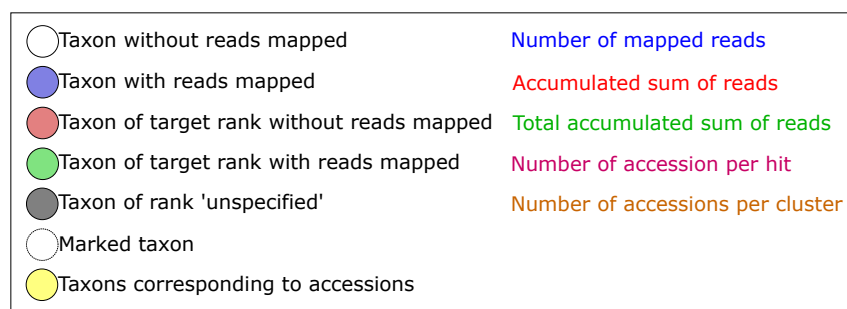 Taxon without reads mapped
Number of mapped reads
Taxon with reads mapped
Accumulated sum of reads
Taxon of target rank without reads mapped
Total accumulated sum of reads
Taxon of target rank with reads mapped
Number of accession per hit
Taxon of rank 'unspecified'
Number of accessions per cluster
Marked taxon
Taxons corresponding to accessions